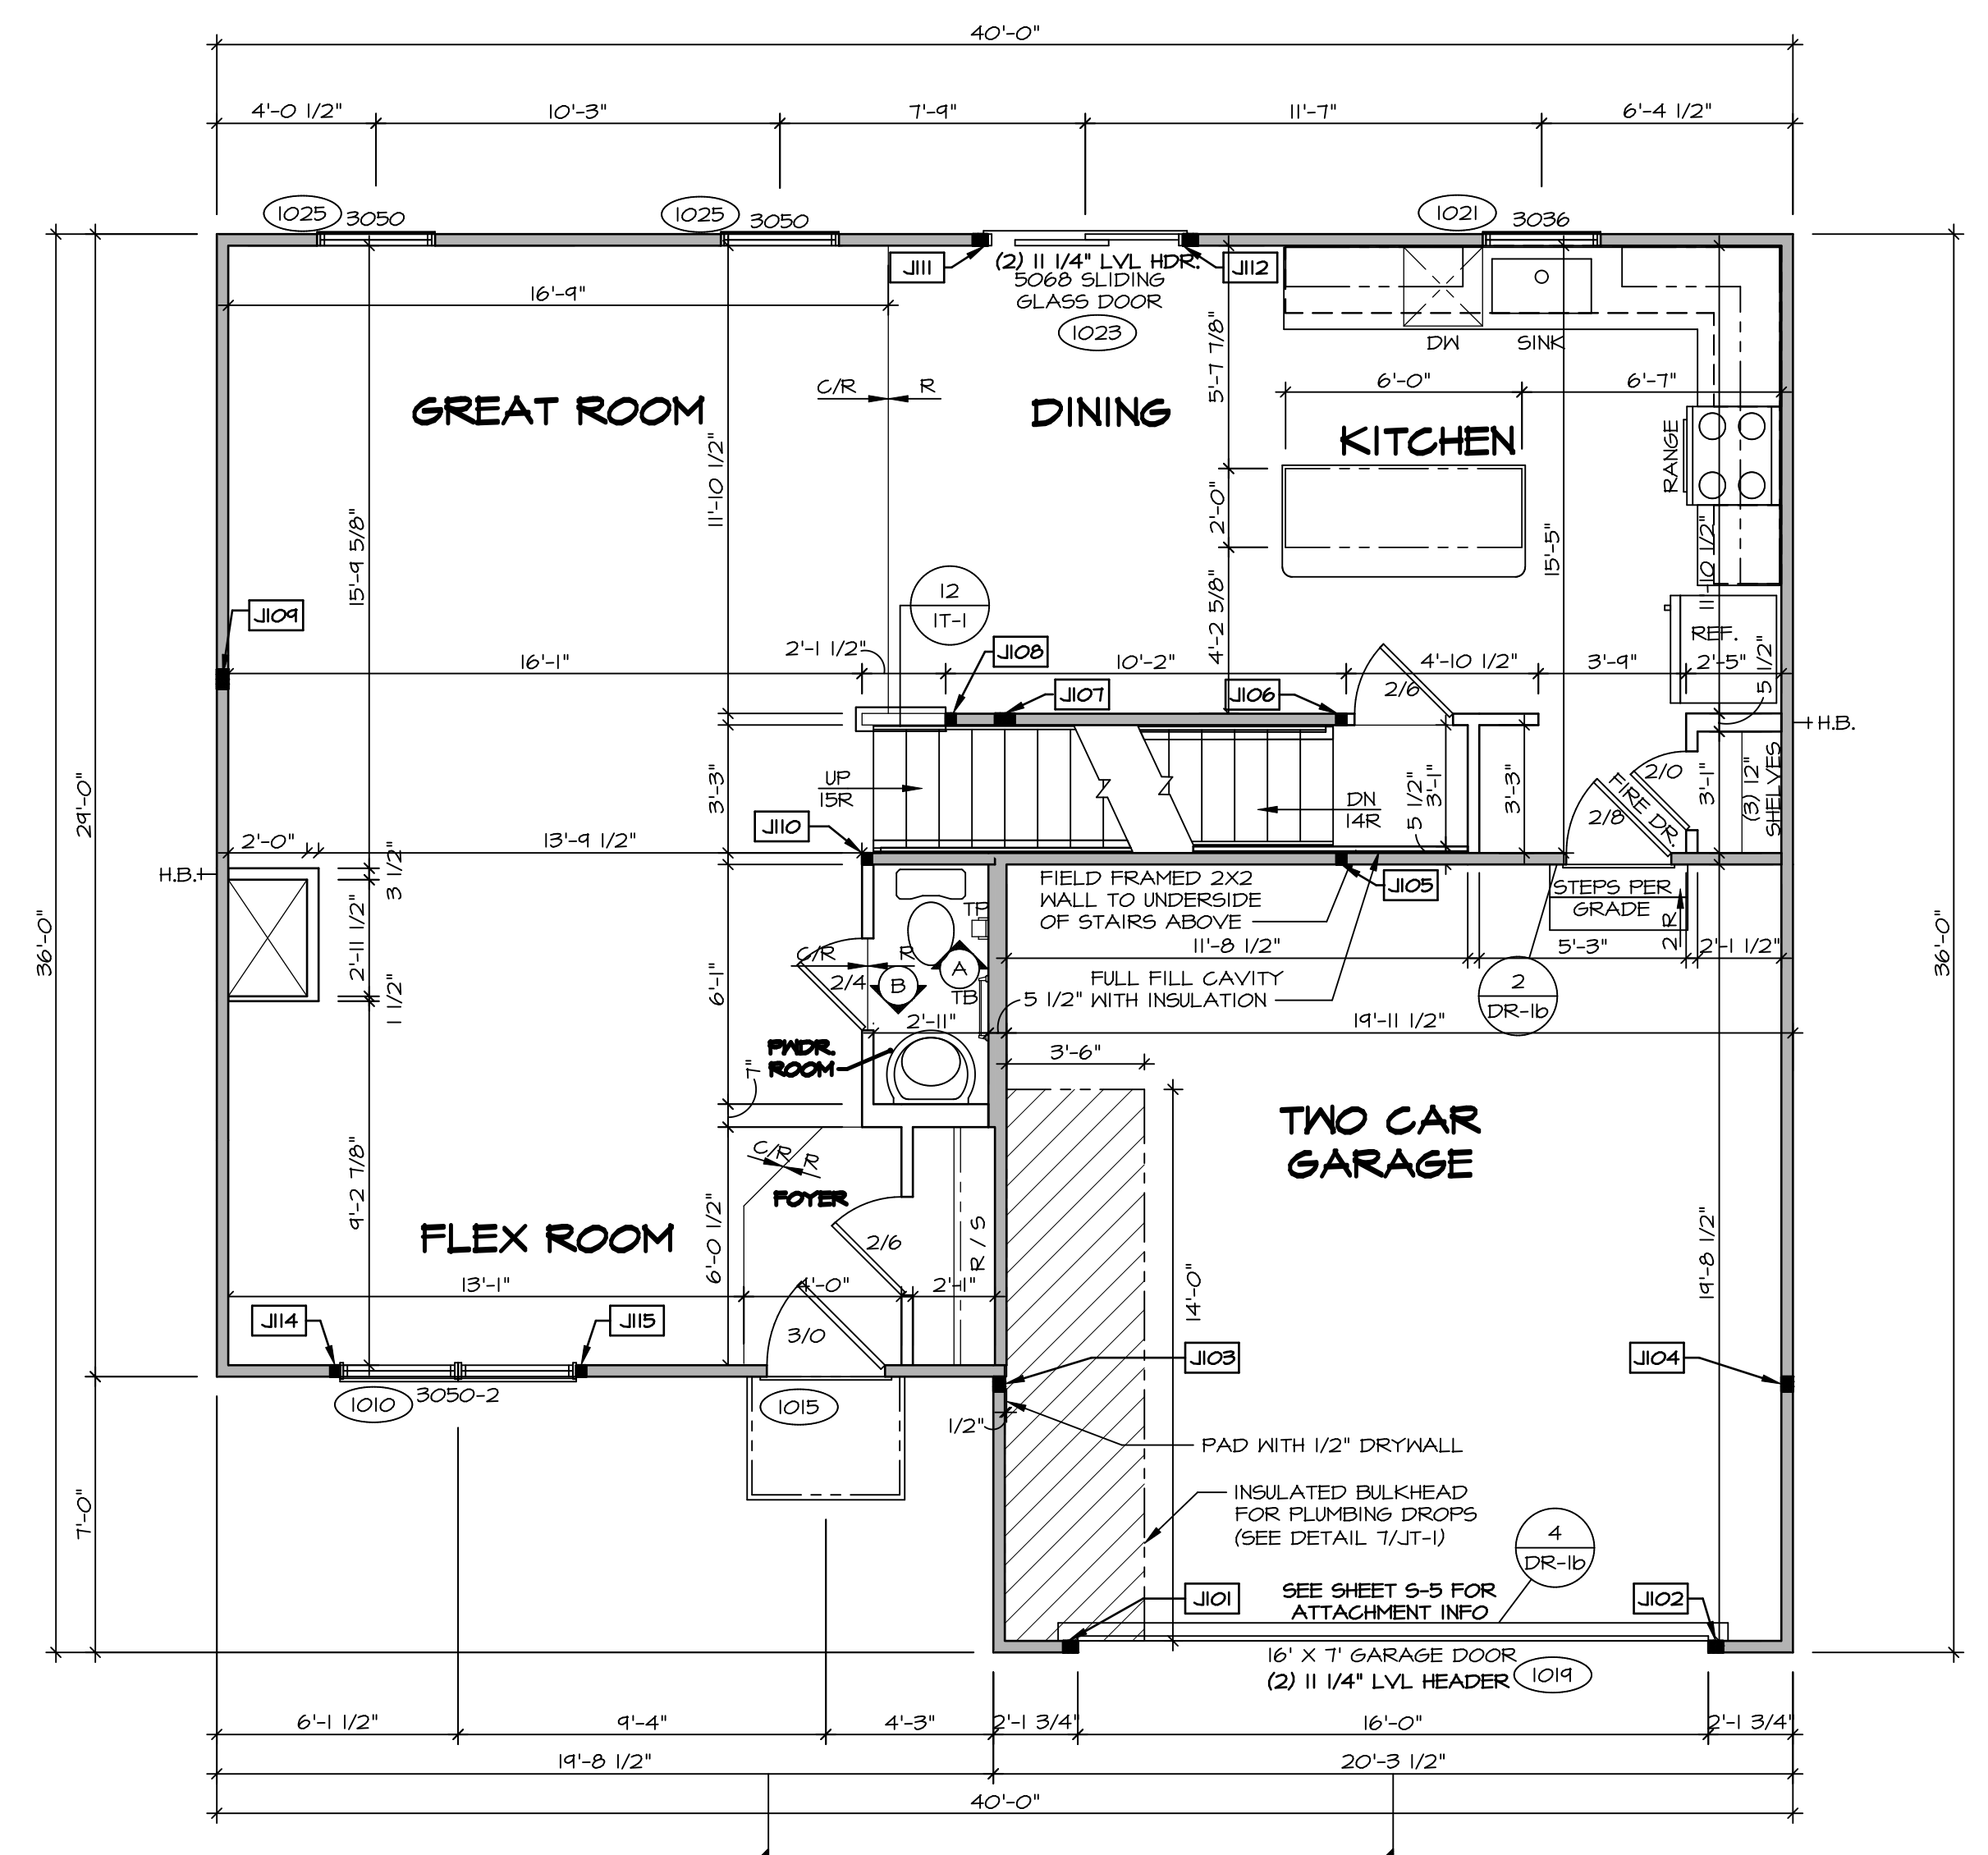 40'-0"
4'-0 1/2"
10'-3"
7'-9"
11'-7"
6'-4 1/2"
1025
3050
1025
3050
1021
3036
J111
(2) 11 1/4" LVL HDR.
J112
5068 SLIDING
GLASS DOOR
1023
16'-9"
DW
SINK
5'-7 7/8"
C/R
R
6'-0"
6'-7"
GREAT ROOM
DINING
KITCHEN
RANGE
11'-10 1/2"
15'-9 5/8"
2'-0"
15'-5"
11'-10 1/2"
12
1T-1
J109
4'-2 5/8"
REF.
2'-1 1/2"
J108
16'-1"
10'-2"
4'-10 1/2"
3'-9"
2'-5"
5 1/2"
J107
J106
2/6
H.B.
29'-0"
3'-3"
UP
15R
DN
14R
5 1/2"
3'-1"
3'-3"
2/0
FIRE DR.
2/8
3'-1"
(3) 12"
SHELVES
J110
2'-0"
13'-9 1/2"
3 1/2"
H.B.
J105
FIELD FRAMED 2X2
WALL TO UNDERSIDE
OF STAIRS ABOVE
STEPS PER
GRADE
2 R
TP
36'-0"
2'-11 1/2"
6'-1"
C/R
R
A
11'-8 1/2"
5'-3"
2'-1 1/2"
36'-0"
2/4
B
TB
FULL FILL CAVITY
5 1/2" WITH INSULATION
2
DR-1b
1 1/2"
2'-11"
19'-11 1/2"
PWDR.
ROOM
3'-6"
7"
TWO CAR
GARAGE
C/R
R
9'-2 7/8"
FOYER
6'-0 1/2"
FLEX ROOM
2/6
R / S
19'-8 1/2"
13'-1"
4'-0"
2'-1"
14'-0"
J114
J115
3/0
J103
J104
1010
3050-2
1015
1/2"
PAD WITH 1/2" DRYWALL
7'-0"
INSULATED BULKHEAD
FOR PLUMBING DROPS
(SEE DETAIL 7/JT-1)
4
DR-1b
J101
SEE SHEET S-5 FOR
ATTACHMENT INFO
J102
16' X 7' GARAGE DOOR
(2) 11 1/4" LVL HEADER
1019
6'-1 1/2"
9'-4"
4'-3"
2'-1 3/4"
16'-0"
2'-1 3/4"
19'-8 1/2"
20'-3 1/2"
40'-0"